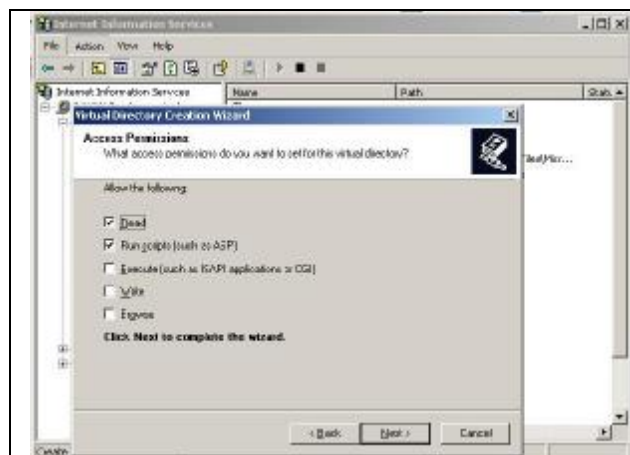 Internet Information Services
File Action View Help
Internet Information Services
Name Path Stat
Virtual Directory Creation Wizard
Access Permissions
What access permissions do you want to set for this virtual directory?
Allow the following:
Read
Run scripts (such as ASP)
Execute (such as ISAPI applications or CGI)
Write
Browse
Click Next to complete the wizard.
< Back Next > Cancel